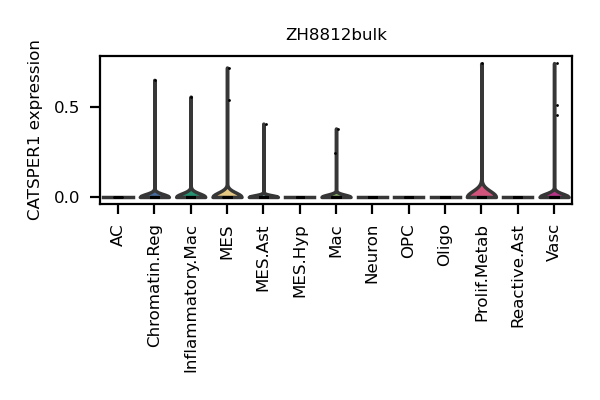 ZH8812bulk
CATSPER1 expression
0.5
0.0
AC
Chromatin.Reg
Inflammatory.Mac
MES
MES.Ast
MES.Hyp
Mac
Neuron
OPC
Oligo
Prolif.Metab
Reactive.Ast
Vasc